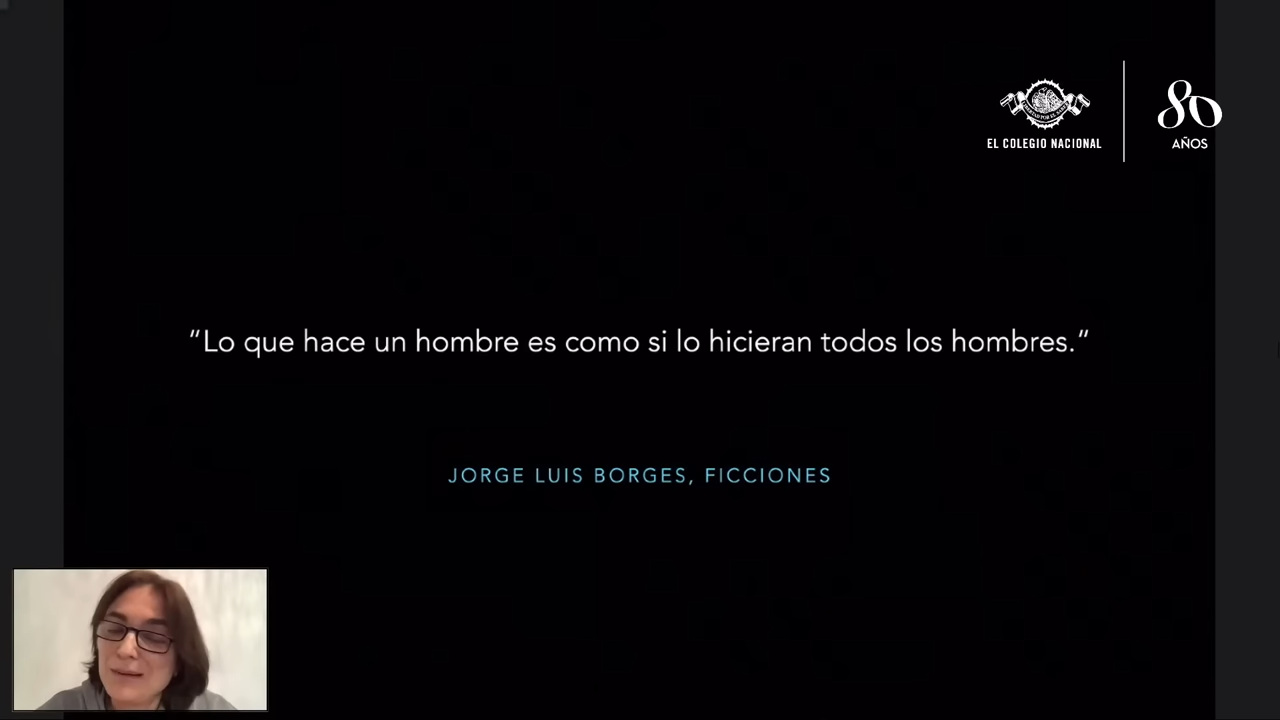 EL COLEGIO NACIONAL
80
AÑOS
“Lo que hace un hombre es como si lo hicieran todos los hombres.“
JORGE LUIS BORGES, FICCIONES